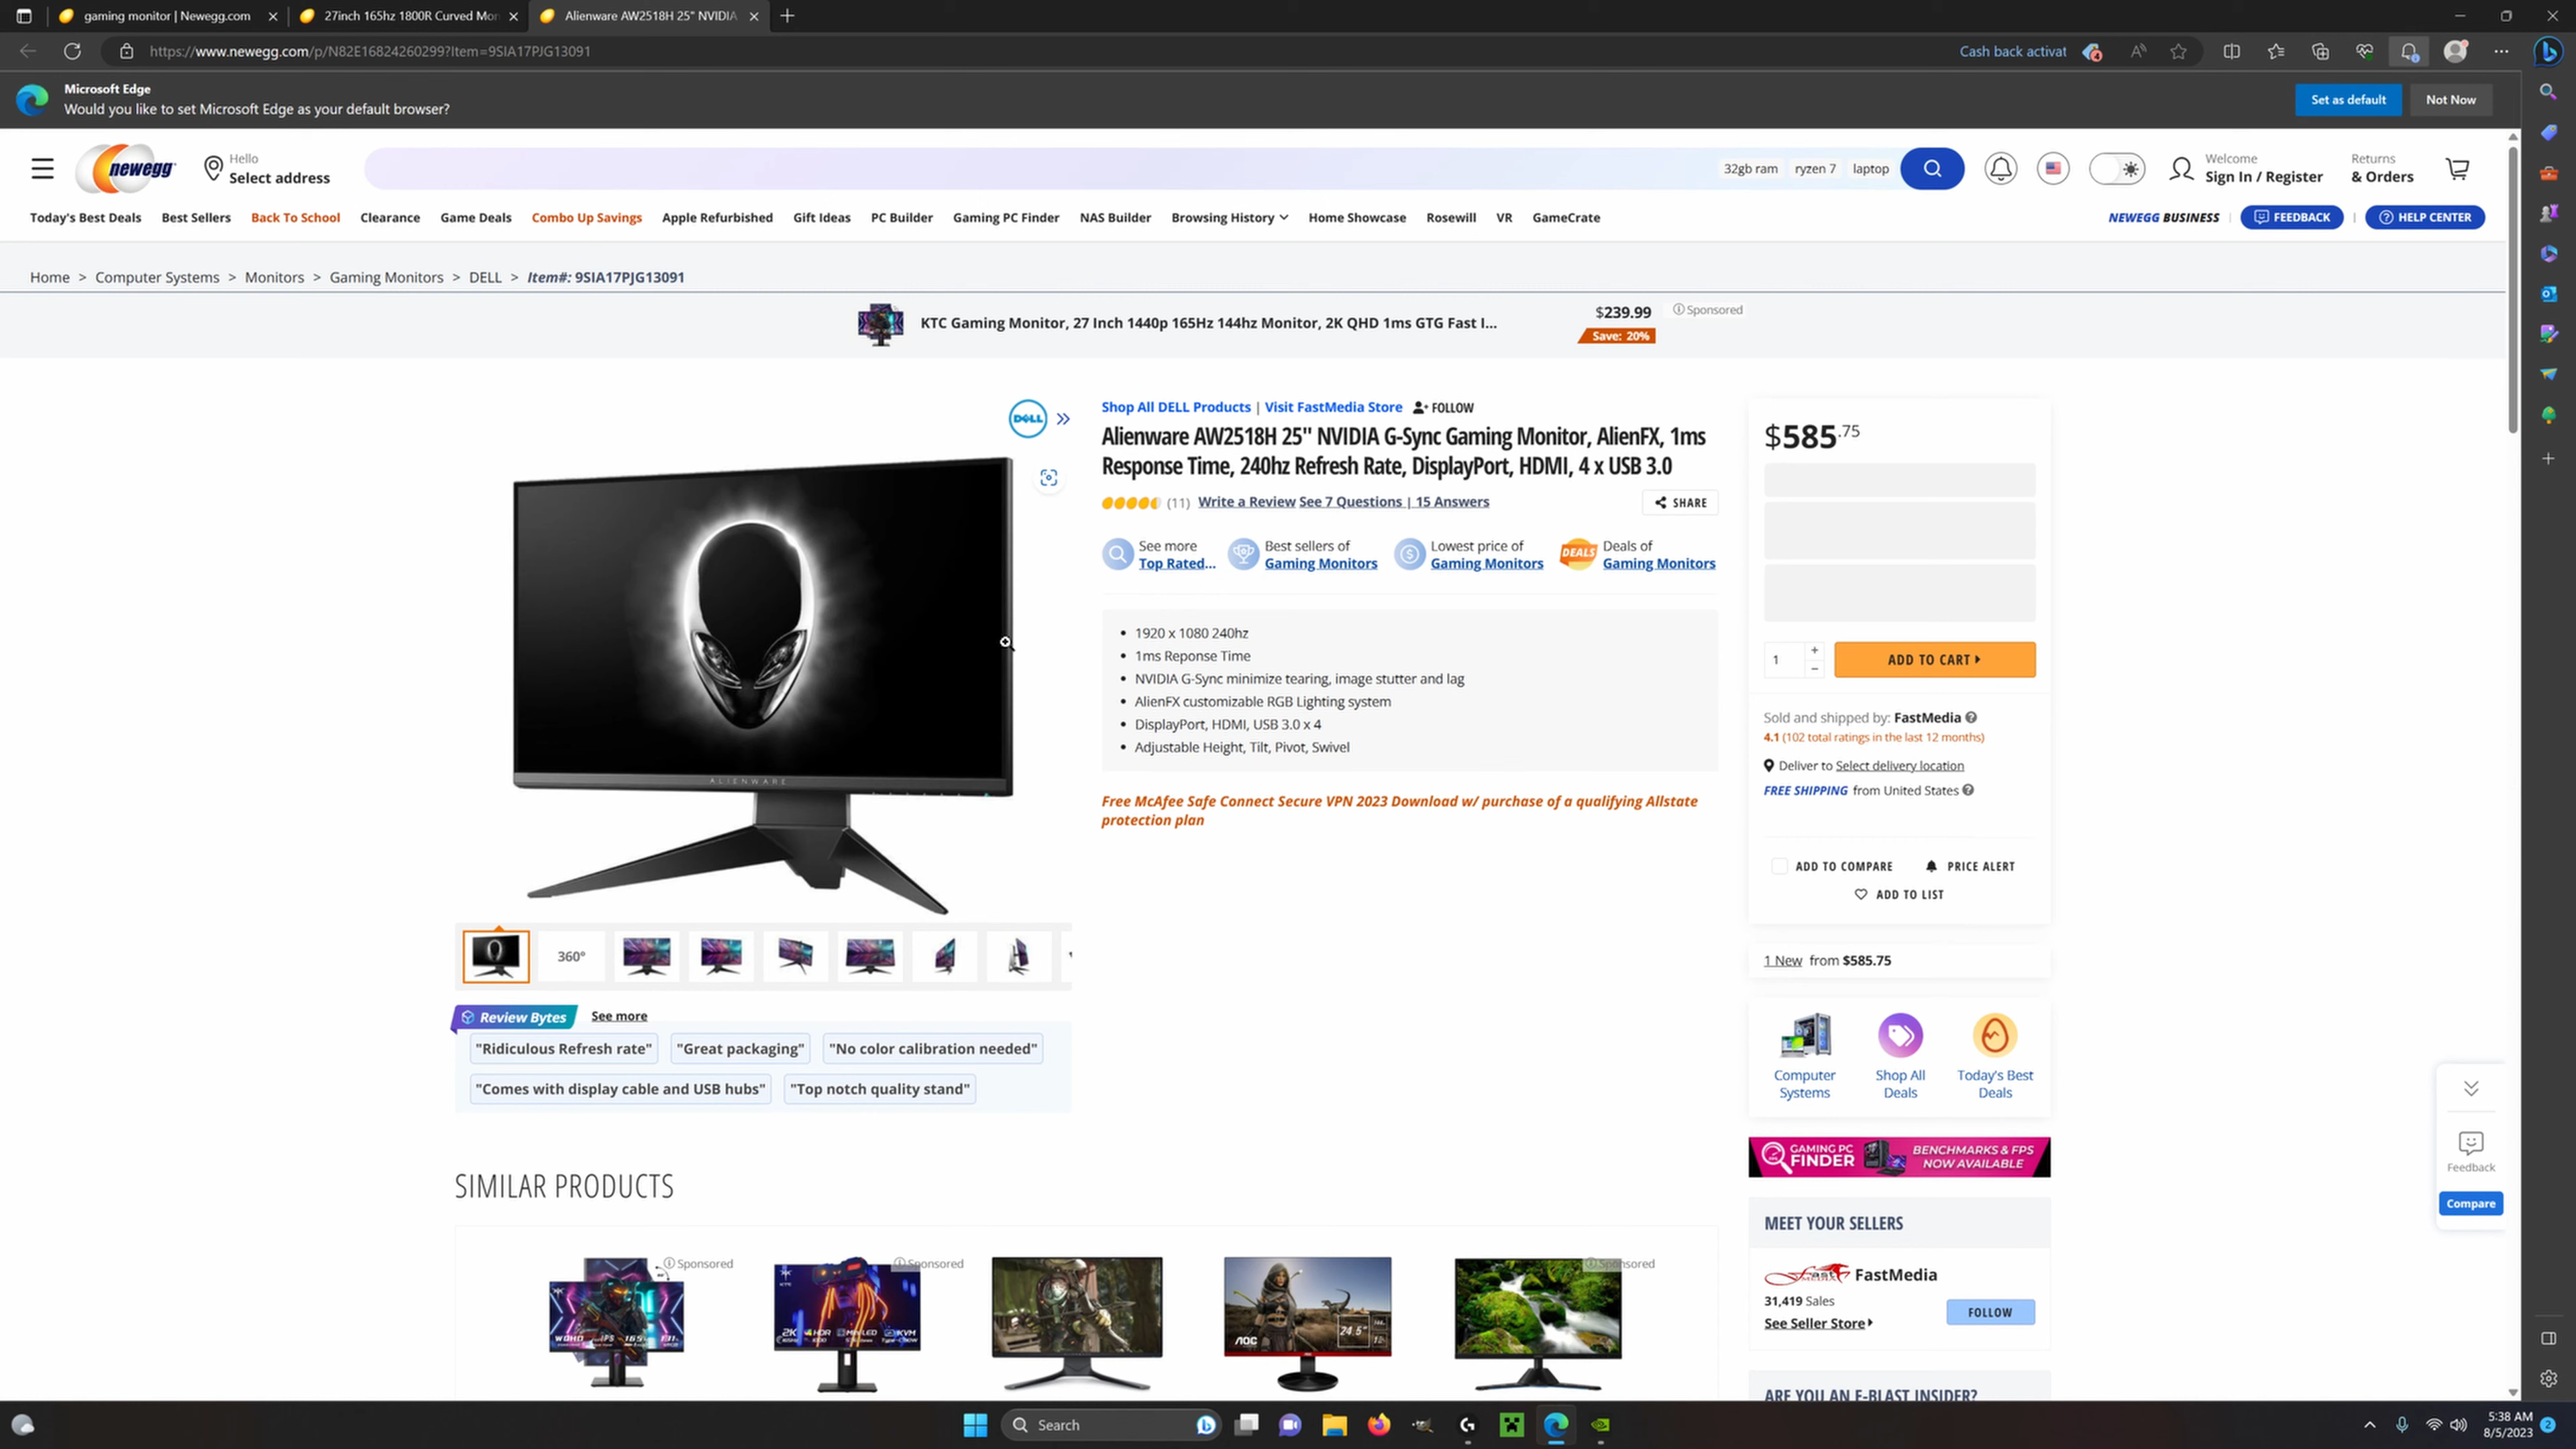 gaming monitor | Newegg.com
27inch 165hz 1800R Curved Mon
Alienware AW2518H 25" NVIDIA
https://www.newegg.com/p/N82E16824260299?Item=9SIA17PJG13091
Cash back activat
Microsoft Edge
Would you like to set Microsoft Edge as your default browser?
Set as default
Not Now
newegg
Hello
Select address
32gb ram
ryzen 7
laptop
Welcome
Sign In / Register
Returns
& Orders
Today's Best Deals
Best Sellers
Back To School
Clearance
Game Deals
Combo Up Savings
Apple Refurbished
Gift Ideas
PC Builder
Gaming PC Finder
NAS Builder
Browsing History
Home Showcase
Rosewill
VR
GameCrate
NEWEGG BUSINESS
FEEDBACK
HELP CENTER
Home > Computer Systems > Monitors > Gaming Monitors > DELL > Item#: 9SIA17PJG13091
KTC Gaming Monitor, 27 Inch 1440p 165Hz 144hz Monitor, 2K QHD 1ms GTG Fast I...
$239.99
Sponsored
Save: 20%
DELL
ALIENWARE
Shop All DELL Products | Visit FastMedia Store
FOLLOW
Alienware AW2518H 25" NVIDIA G-Sync Gaming Monitor, AlienFX, 1ms
Response Time, 240hz Refresh Rate, DisplayPort, HDMI, 4 x USB 3.0
(11)
Write a Review
See 7 Questions | 15 Answers
SHARE
See more
Top Rated...
Best sellers of
Gaming Monitors
Lowest price of
Gaming Monitors
DEALS
Deals of
Gaming Monitors
• 1920 x 1080 240hz
• 1ms Reponse Time
• NVIDIA G-Sync minimize tearing, image stutter and lag
• AlienFX customizable RGB Lighting system
• DisplayPort, HDMI, USB 3.0 x 4
• Adjustable Height, Tilt, Pivot, Swivel
Free McAfee Safe Connect Secure VPN 2023 Download w/ purchase of a qualifying Allstate
protection plan
$585.75
1
+
−
ADD TO CART
Sold and shipped by: FastMedia
4.1 (102 total ratings in the last 12 months)
Deliver to Select delivery location
FREE SHIPPING from United States
ADD TO COMPARE
PRICE ALERT
ADD TO LIST
1 New from $585.75
Computer
Systems
Shop All
Deals
Today's Best
Deals
GAMING PC
FINDER
BENCHMARKS & FPS
NOW AVAILABLE
MEET YOUR SELLERS
FastMedia
31,419 Sales
See Seller Store
FOLLOW
ARE YOU AN E-BLAST INSIDER?
360°
Review Bytes
See more
"Ridiculous Refresh rate"
"Great packaging"
"No color calibration needed"
"Comes with display cable and USB hubs"
"Top notch quality stand"
SIMILAR PRODUCTS
Sponsored
Sponsored
2K
AOC
24.5"
Sponsored
Feedback
Compare
Search
5:38 AM
8/5/2023
2